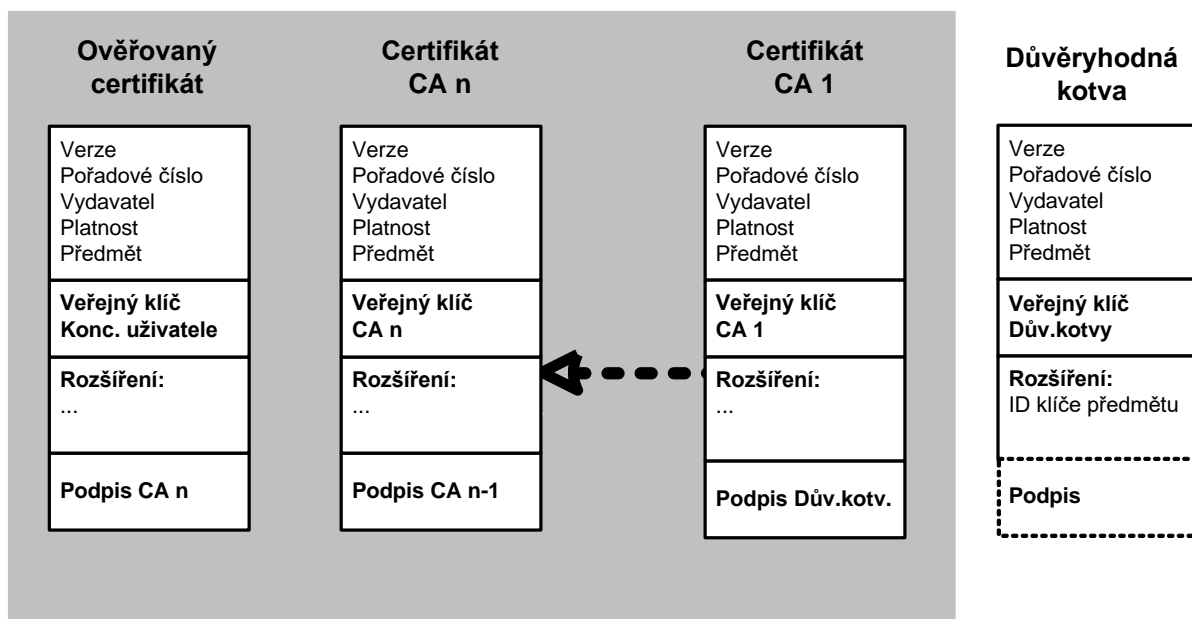 Ověřovaný
certifikát
Verze
Pořadové číslo
Vydavatel
Platnost
Předmět
Veřejný klíč
Konc. uživatele
Rozšíření:
...
Podpis CA n
Certifikát
CA n
Verze
Pořadové číslo
Vydavatel
Platnost
Předmět
Veřejný klíč
CA n
Rozšíření:
...
Podpis CA n-1
Certifikát
CA 1
Verze
Pořadové číslo
Vydavatel
Platnost
Předmět
Veřejný klíč
CA 1
Rozšíření:
...
Podpis Dův.kotv.
Důvěryhodná
kotva
Verze
Pořadové číslo
Vydavatel
Platnost
Předmět
Veřejný klíč
Dův.kotvy
Rozšíření:
ID klíče předmětu
Podpis